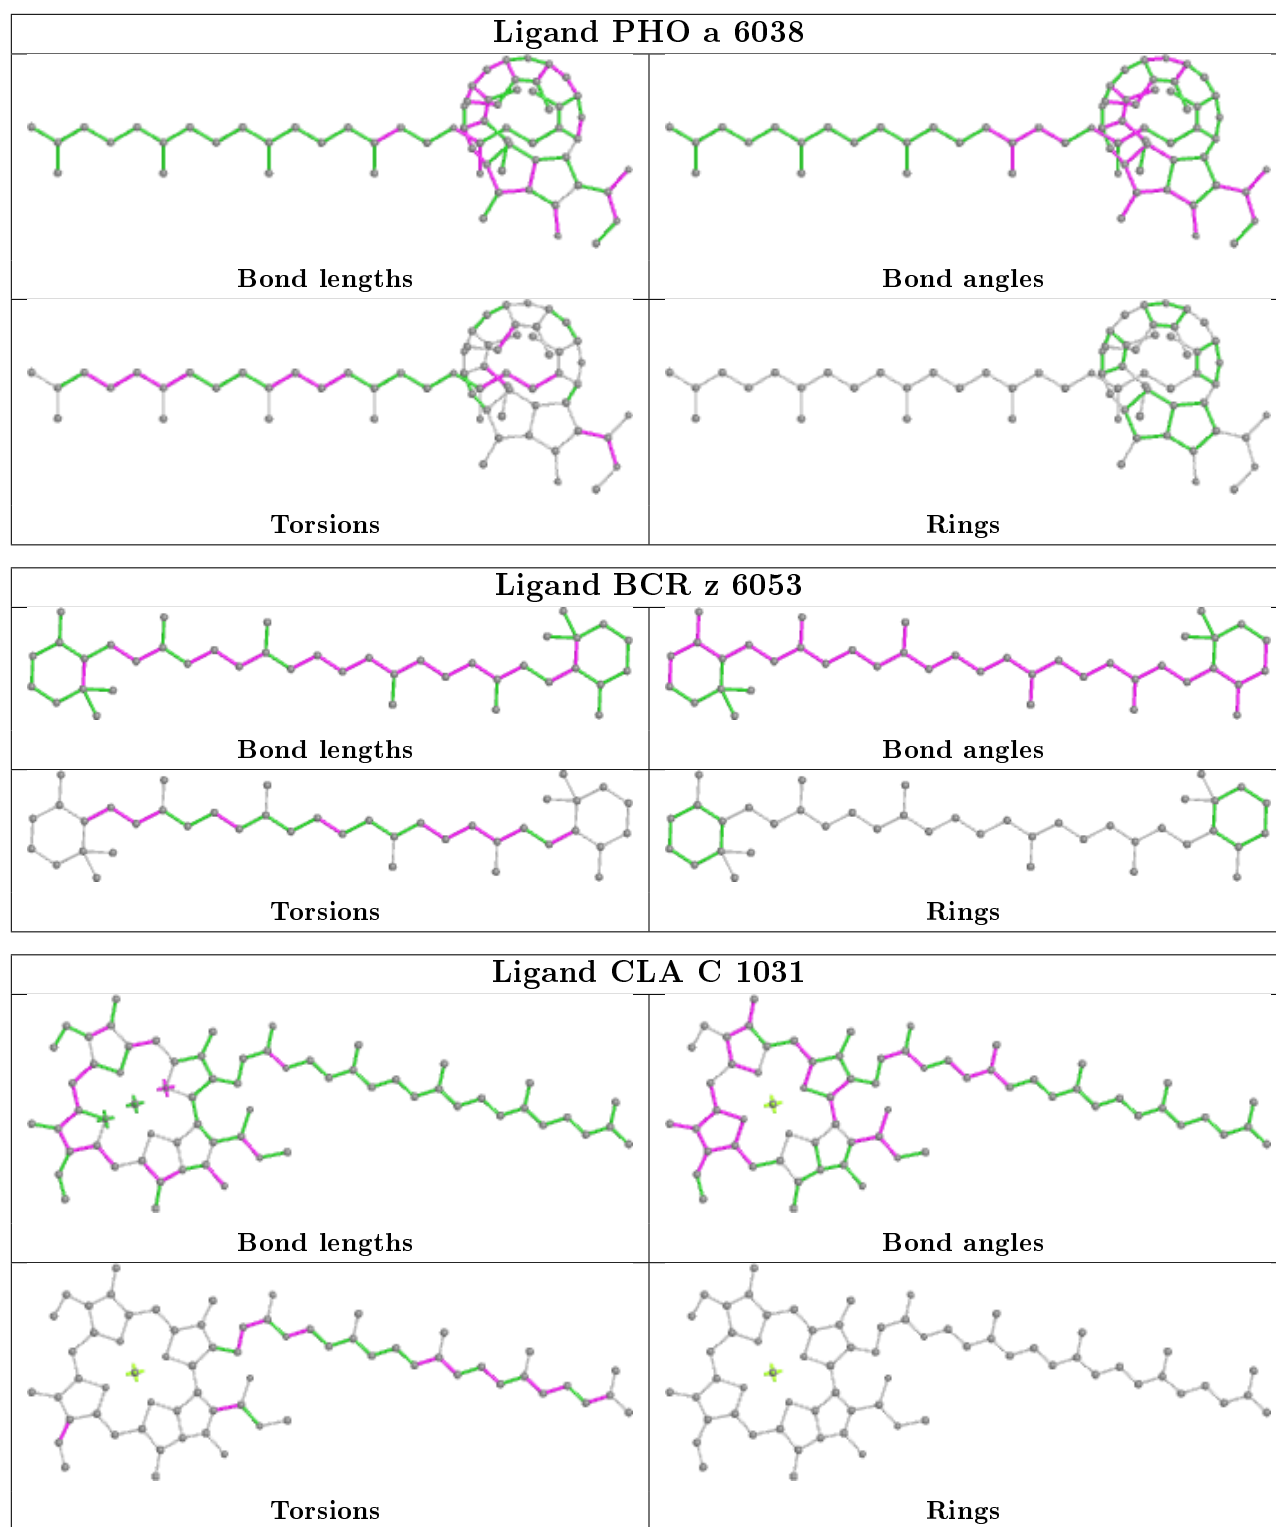 Ligand PHO a 6038
Bond lengths
Bond angles
Torsions
Rings
Ligand BCR z 6053
Bond lengths
Bond angles
Torsions
Rings
Ligand CLA C 1031
Bond lengths
Bond angles
Torsions
Rings